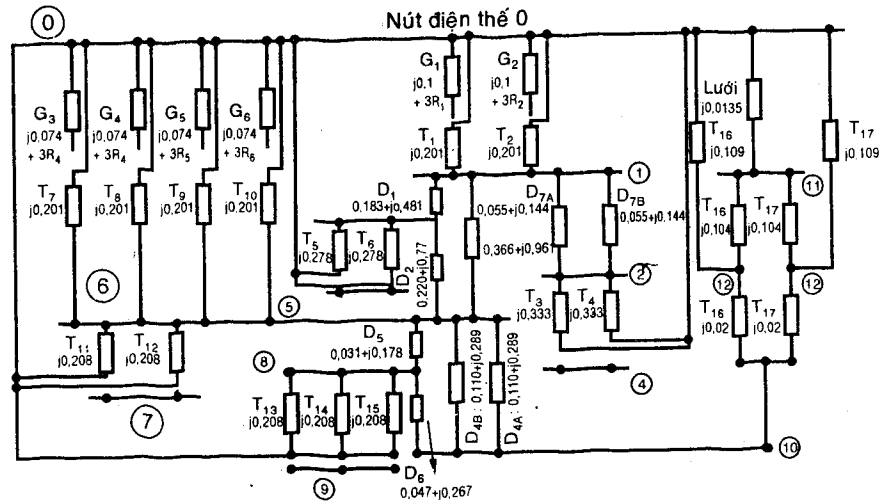 0
Nút điện thế 0
G3
j0,074
+ 3R4
G4
j0,074
+ 3R4
G5
j0,074
+ 3R5
G6
j0,074
+ 3R6
G1
j0,1
+ 3R1
G2
j0,1
+ 3R2
Lưới
j0,0135
T16
j0,109
T17
j0,109
T1
j0,201
T2
j0,201
1
11
T7
j0,201
T8
j0,201
T9
j0,201
T10
j0,201
D1
0,183+j0,481
D7A
0,055+j0,144
D7B
0,055+j0,144
T16
j0,104
T17
j0,104
T5
j0,278
T6
j0,278
D2
0,220+j0,77
0,366+j0,961
2
12
12
6
5
T3
j0,333
T4
j0,333
T16
j0,02
T17
j0,02
T11
j0,208
T12
j0,208
D5
0,031+j0,178
8
D4B : 0,110+j0,289
D4A : 0,110+j0,289
4
7
T13
j0,208
T14
j0,208
T15
j0,208
10
9
D6
0,047+j0,267